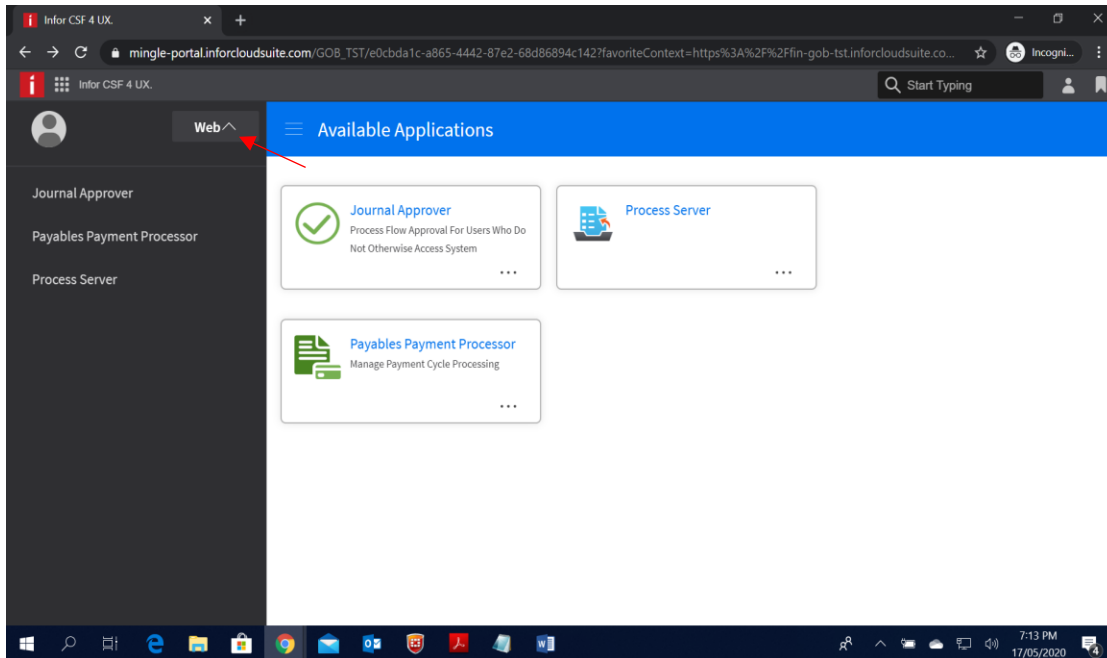 Infor CSF 4 UX.
mingle-portal.inforcloudsuite.com/GOB_TST/e0cbda1c-a865-4442-87e2-68d86894c142?favoriteContext=https%3A%2F%2Ffin-gob-tst.inforcloudsuite.co...
Incogni...
Infor CSF 4 UX.
Start Typing
Web
Available Applications
Journal Approver
Payables Payment Processor
Process Server
Journal Approver
Process Flow Approval For Users Who Do
Not Otherwise Access System
...
Process Server
...
Payables Payment Processor
Manage Payment Cycle Processing
...
7:13 PM
17/05/2020
4